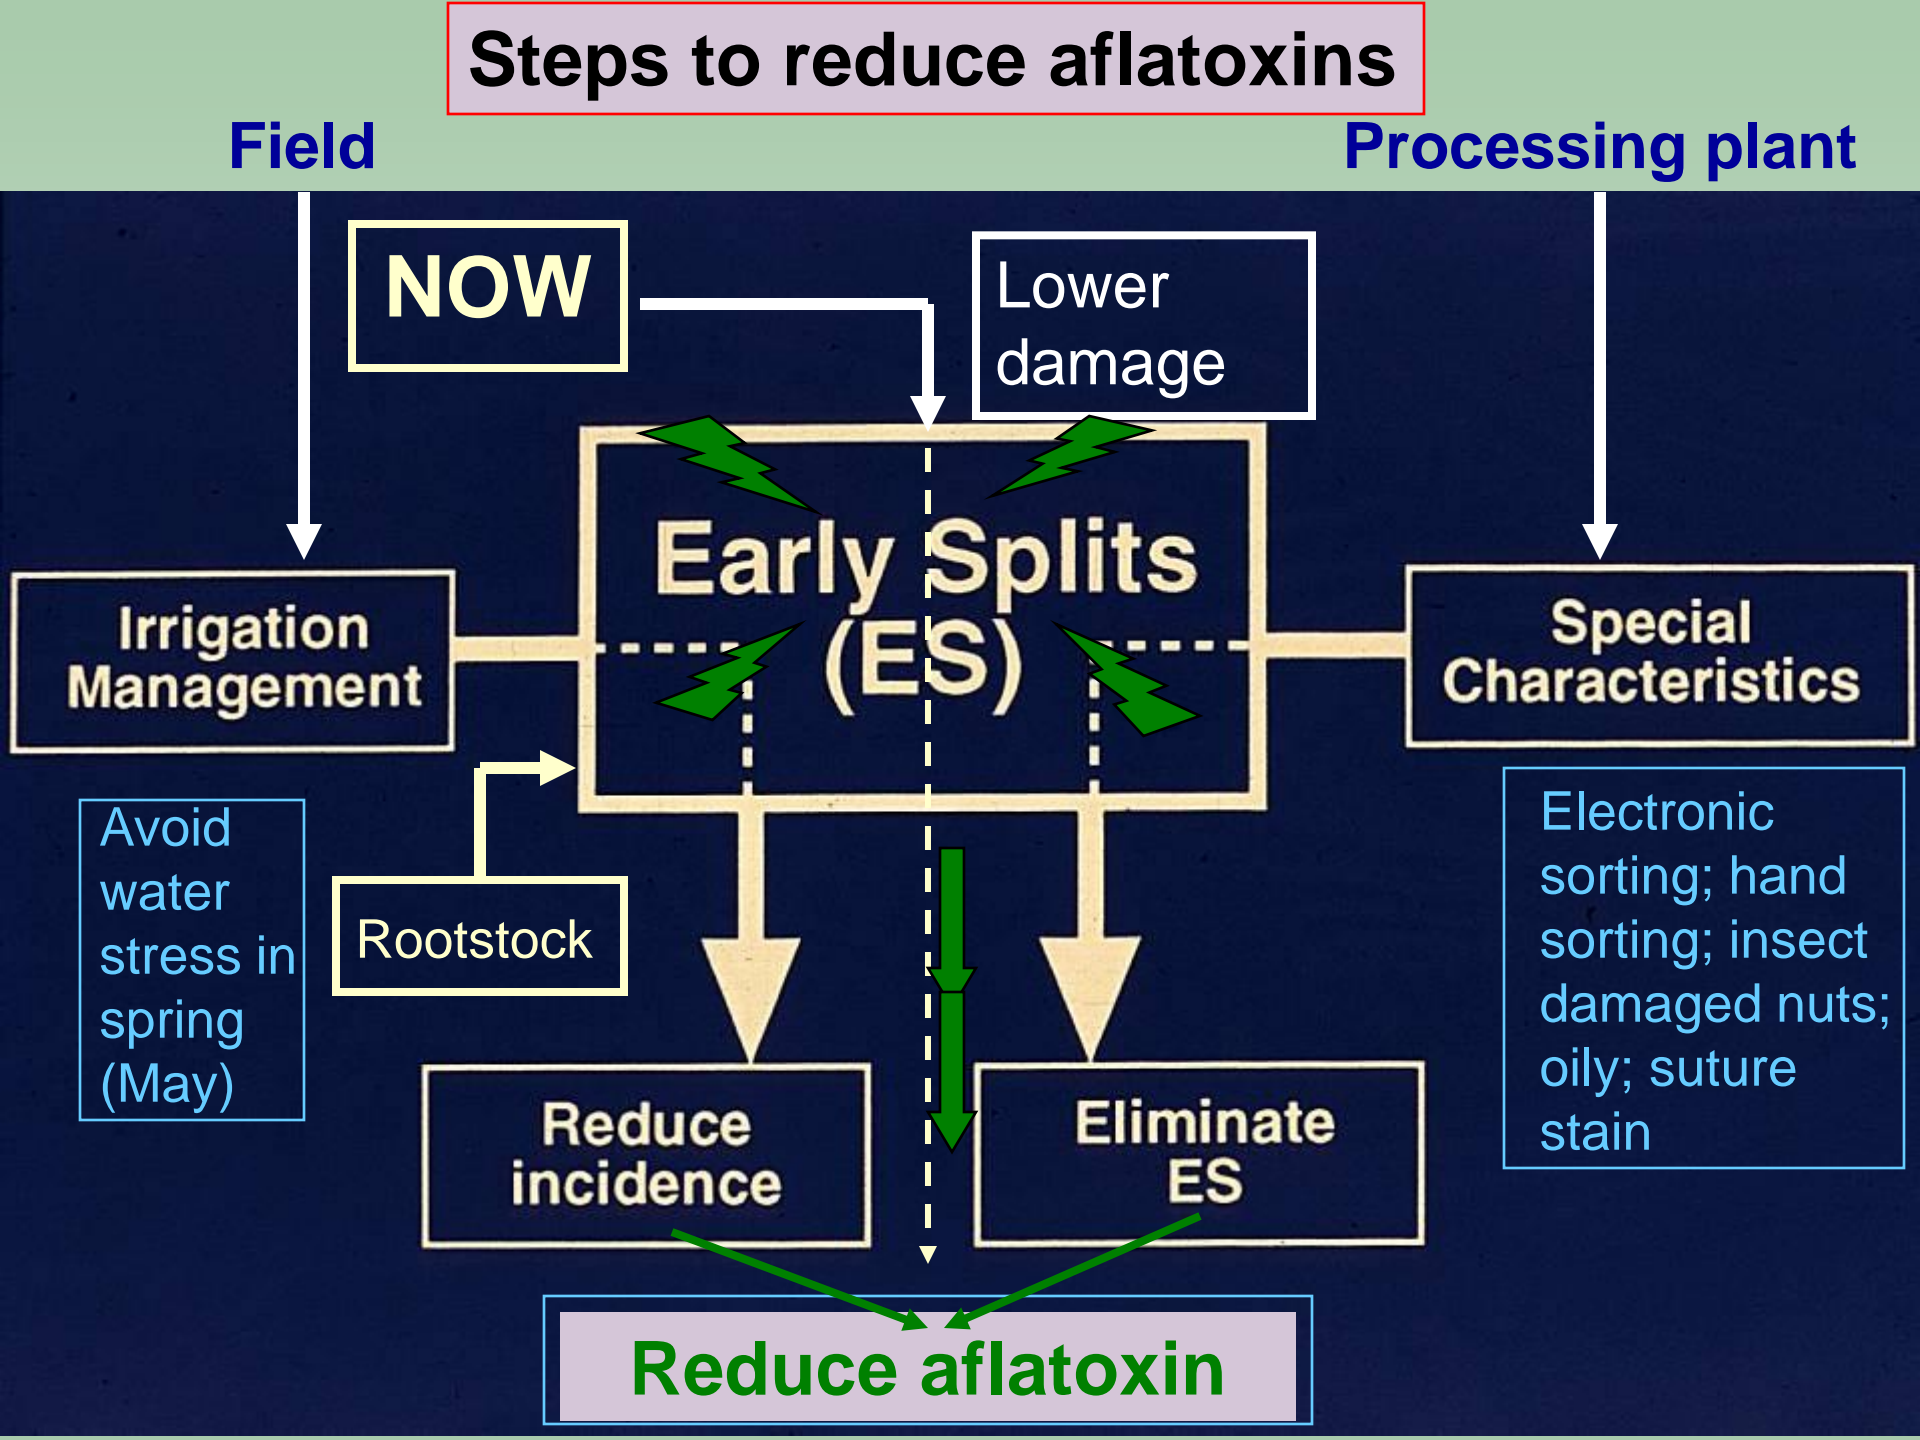 Steps to reduce aflatoxins
Field
Processing plant
NOW
Lower
damage
Early Splits
(ES)
Irrigation
Management
Special
Characteristics
Avoid
water
stress in
spring
(May)
Rootstock
Electronic
sorting; hand
sorting; insect
damaged nuts;
oily; suture
stain
Reduce
incidence
Eliminate
ES
Reduce aflatoxin